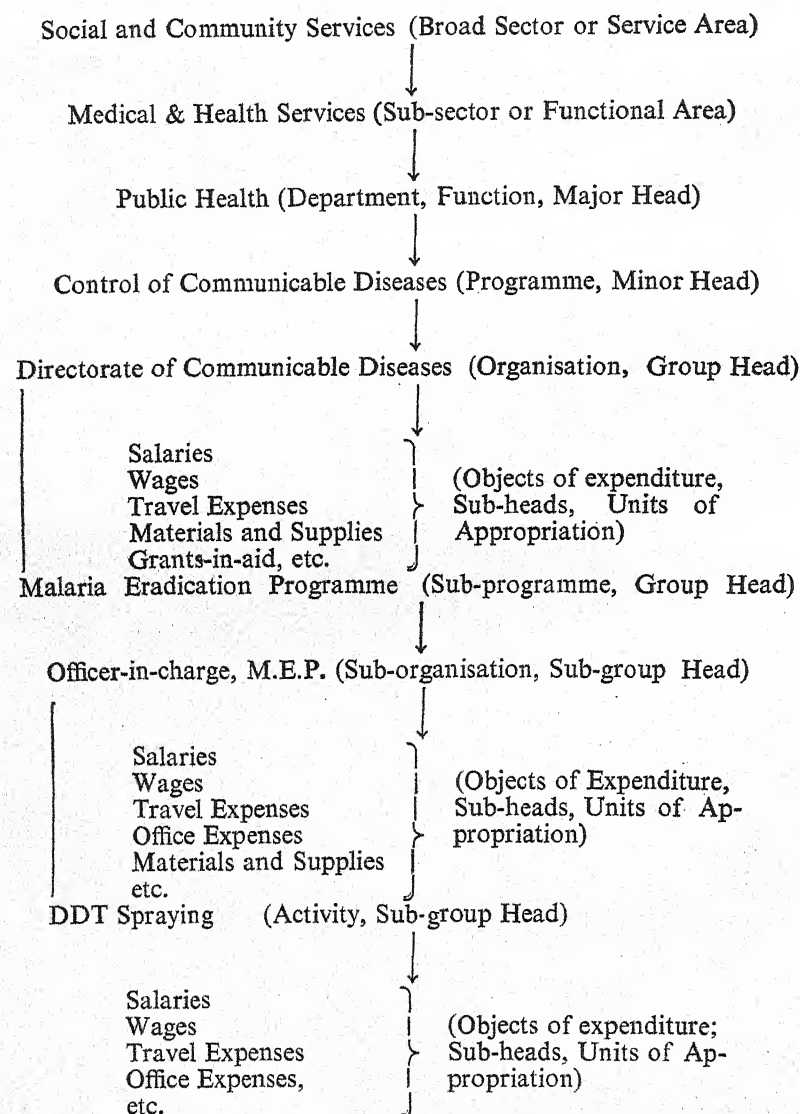 Social and Community Services (Broad Sector or Service Area)
Medical & Health Services (Sub-sector or Functional Area)
Public Health (Department, Function, Major Head)
Control of Communicable Diseases (Programme, Minor Head)
Directorate of Communicable Diseases (Organisation, Group Head)
Salaries
Wages (Objects of expenditure,
Travel Expenses Sub-heads, Units of
Materials and Supplies Appropriation)
Grants-in-aid, etc.
Malaria Eradication Programme (Sub-programme, Group Head)
Officer-in-charge, M.E.P. (Sub-organisation, Sub-group Head)
Salaries
Wages (Objects of Expenditure,
Travel Expenses Sub-heads, Units of Ap-
Office Expenses propriation)
Materials and Supplies
etc.
DDT Spraying (Activity, Sub-group Head)
Salaries
Wages (Objects of expenditure;
Travel Expenses Sub-heads, Units of Ap-
Office Expenses, propriation)
etc.